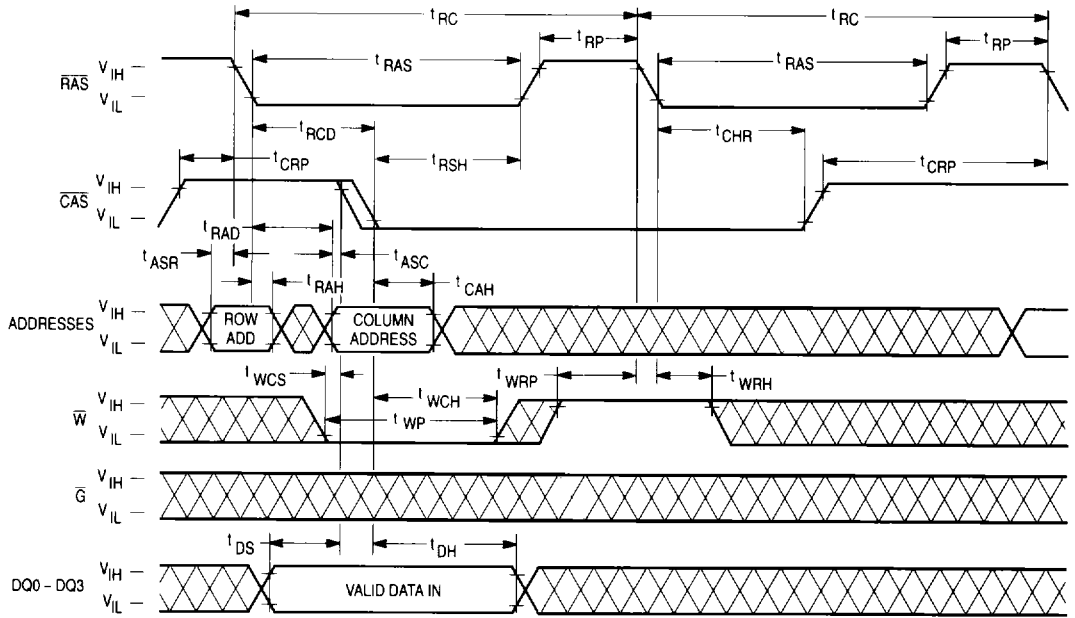 tRC tRC
tRP tRP
VIH
RAS
VIL
tRAS tRAS
tRCD tCHR
tCRP tRSH tCRP
VIH
CAS
VIL
tRAD
tASR tASC
tRAH tCAH
VIH
ADDRESSES
VIL
ROW ADD
COLUMN ADDRESS
tWCS tWCH tWRP tWRH
tWP
VIH
W
VIL
VIH
G
VIL
tDS tDH
VIH
DQ0 – DQ3
VIL
VALID DATA IN